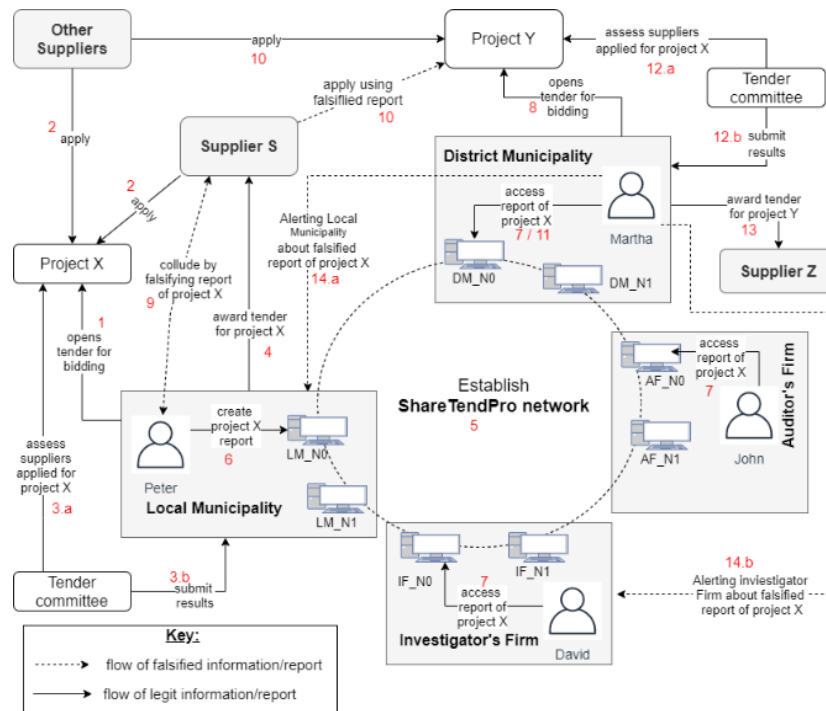 Other
Suppliers
apply
10
Project Y
assess suppliers
applied for project X
12.a
Tender
committee
apply using
falsiflied report
10
8
opens
tender for
bidding
12.b
submit
results
2
apply
Supplier S
District Municipality
2
apply
access
report of
project X
7 / 11
Martha
award tender
for project Y
13
Alerting Local
Municipality
about falsified
report of project X
14.a
Project X
collude by
falsifying report
of project X
9
DM_N0
DM_N1
Supplier Z
1
opens
tender for
bidding
award tender
for project X
4
access
report of
project X
7
AF_N0
John
AF_N1
Auditor's Firm
Establish
ShareTendPro network
5
create
project X
report
6
LM_N0
Peter
LM_N1
Local Municipality
assess
suppliers
applied for
project X
3.a
Tender
committee
3.b
submit
results
IF_N0
IF_N1
7
access
report of
project X
David
Investigator's Firm
14.b
Alerting inviestigator
Firm about falsified
report of project X
Key:
flow of falsified information/report
flow of legit information/report